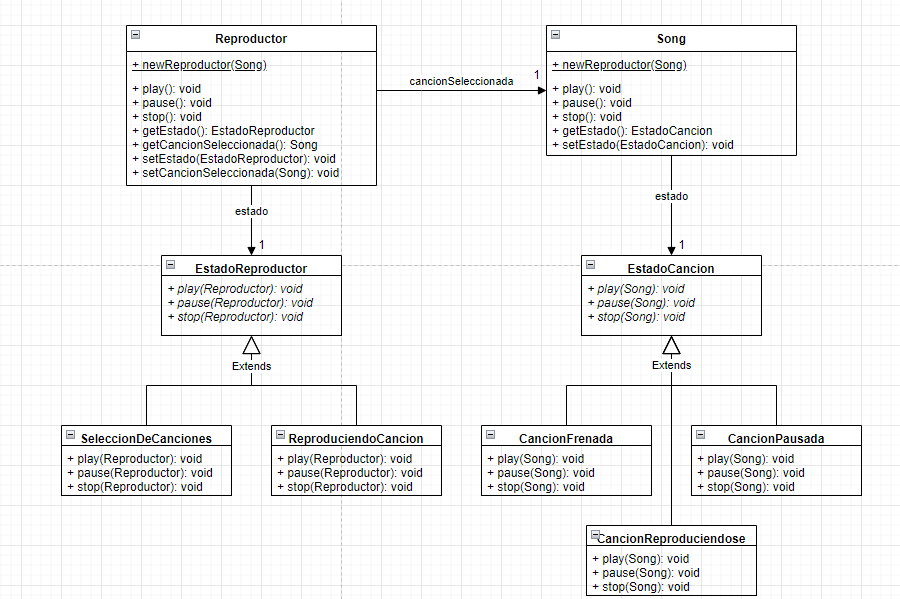 Reproductor
+ newReproductor(Song)
+ play(): void
+ pause(): void
+ stop(): void
+ getEstado(): EstadoReproductor
+ getCancionSeleccionada(): Song
+ setEstado(EstadoReproductor): void
+ setCancionSeleccionada(Song): void
cancionSeleccionada
1
Song
+ newReproductor(Song)
+ play(): void
+ pause(): void
+ stop(): void
+ getEstado(): EstadoCancion
+ setEstado(EstadoCancion): void
estado
1
estado
1
EstadoReproductor
+ play(Reproductor): void
+ pause(Reproductor): void
+ stop(Reproductor): void
EstadoCancion
+ play(Song): void
+ pause(Song): void
+ stop(Song): void
Extends
Extends
SeleccionDeCanciones
+ play(Reproductor): void
+ pause(Reproductor): void
+ stop(Reproductor): void
ReproduciendoCancion
+ play(Reproductor): void
+ pause(Reproductor): void
+ stop(Reproductor): void
CancionFrenada
+ play(Song): void
+ pause(Song): void
+ stop(Song): void
CancionPausada
+ play(Song): void
+ pause(Song): void
+ stop(Song): void
CancionReproduciendose
+ play(Song): void
+ pause(Song): void
+ stop(Song): void